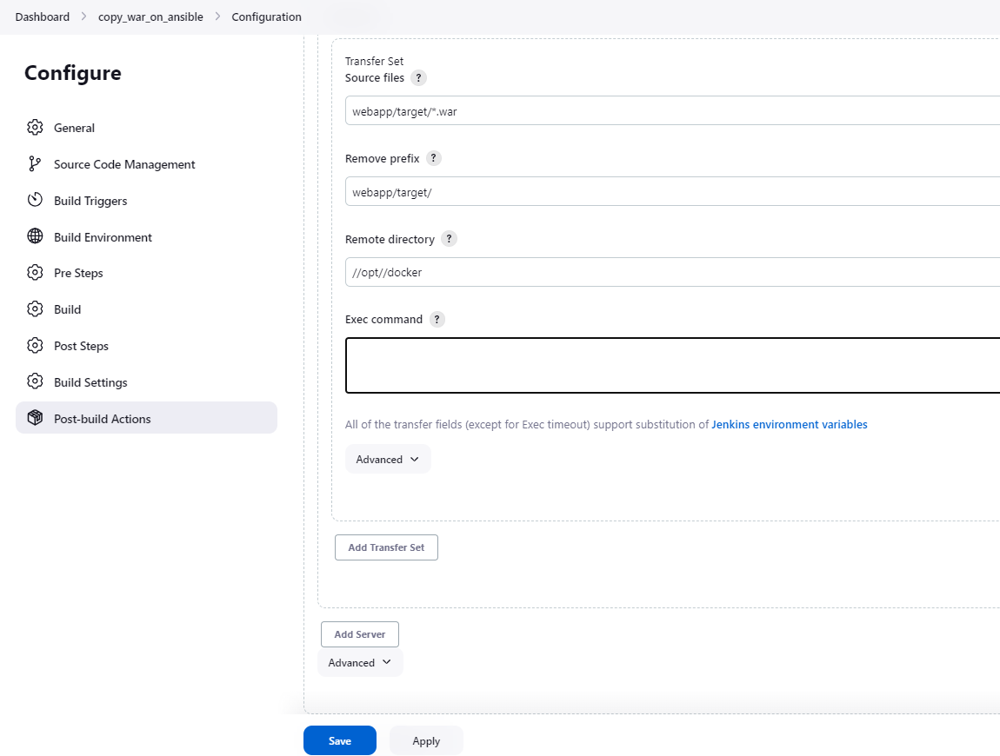 Dashboard > copy_war_on_ansible > Configuration
Configure
General
Source Code Management
Build Triggers
Build Environment
Pre Steps
Build
Post Steps
Build Settings
Post-build Actions
Transfer Set
Source files ?
webapp/target/*.war
Remove prefix ?
webapp/target/
Remote directory ?
//opt//docker
Exec command ?
All of the transfer fields (except for Exec timeout) support substitution of Jenkins environment variables
Advanced
Add Transfer Set
Add Server
Advanced
Save Apply